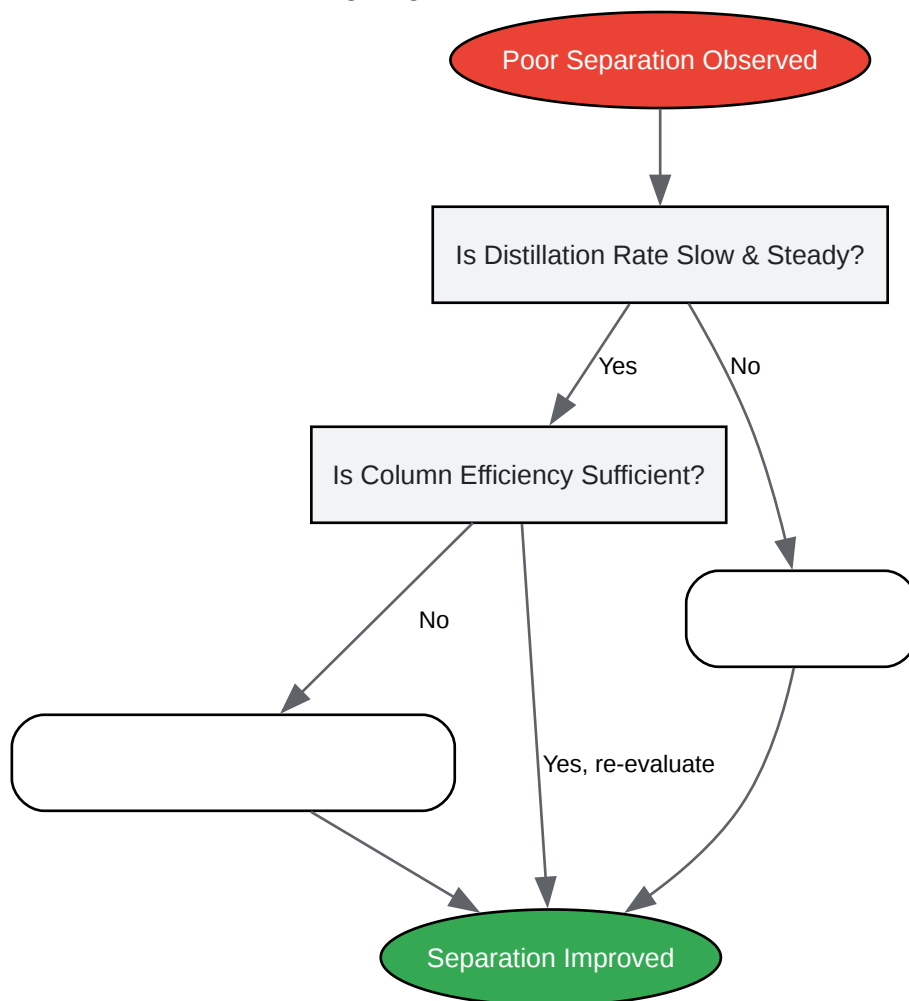 Poor Separation Observed
Is Distillation Rate Slow & Steady?
Yes
No
Is Column Efficiency Sufficient?
No
Yes, re-evaluate
Separation Improved